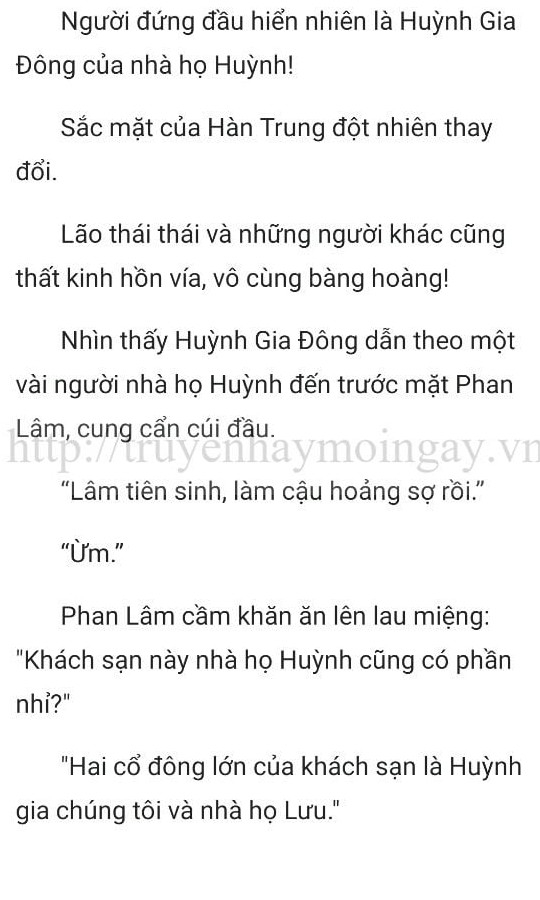 Người đứng đầu hiển nhiên là Huỳnh Gia
Đông của nhà họ Huỳnh!
Sắc mặt của Hàn Trung đột nhiên thay
đổi.
Lão thái thái và những người khác cũng
thất kinh hồn vía, vô cùng bàng hoàng!
Nhìn thấy Huỳnh Gia Đông dẫn theo một
vài người nhà họ Huỳnh đến trước mặt Phan
Lâm, cung cẩn cúi đầu.
http://truyenhaymoingay.vn
“Lâm tiên sinh, làm cậu hoảng sợ rồi.”
“Ừm.”
Phan Lâm cầm khăn ăn lên lau miệng:
"Khách sạn này nhà họ Huỳnh cũng có phần
nhỉ?"
"Hai cổ đông lớn của khách sạn là Huỳnh
gia chúng tôi và nhà họ Lưu."